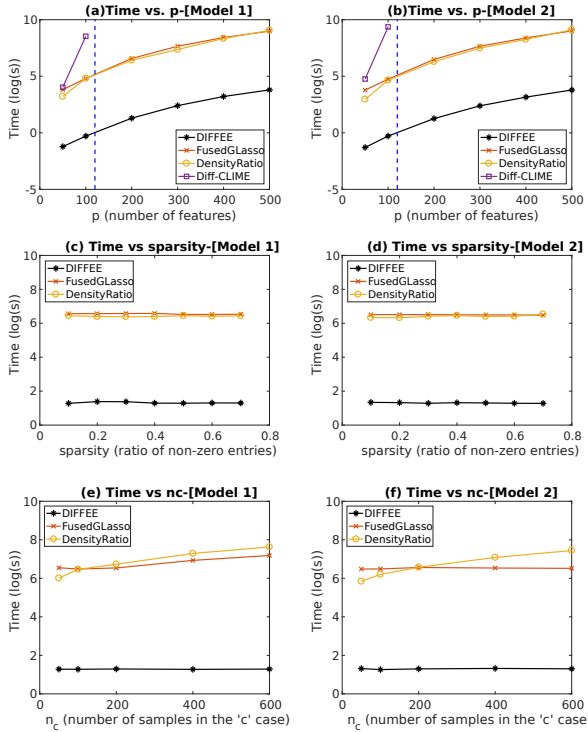 (a)Time vs. p-[Model 1]
Time (log(s))
10
5
0
-5
DIFFEE
FusedGLasso
DensityRatio
Diff-CLIME
0 100 200 300 400 500
p (number of features)
(b)Time vs. p-[Model 2]
Time (log(s))
10
5
0
-5
DIFFEE
FusedGLasso
DensityRatio
Diff-CLIME
0 100 200 300 400 500
p (number of features)
(c) Time vs sparsity-[Model 1]
Time (log(s))
10
8
6
4
2
0
DIFFEE
FusedGLasso
DensityRatio
0 0.2 0.4 0.6 0.8
sparsity (ratio of non-zero entries)
(d) Time vs sparsity-[Model 2]
Time (log(s))
10
8
6
4
2
0
DIFFEE
FusedGLasso
DensityRatio
0 0.2 0.4 0.6 0.8
sparsity (ratio of non-zero entries)
(e) Time vs nc-[Model 1]
Time (log(s))
10
8
6
4
2
0
DIFFEE
FusedGLasso
DensityRatio
0 100 200 300 400 500 600
n_c (number of samples in the 'c' case)
(f) Time vs nc-[Model 2]
Time (log(s))
10
8
6
4
2
0
DIFFEE
FusedGLasso
DensityRatio
0 100 200 300 400 500 600
n_c (number of samples in the 'c' case)